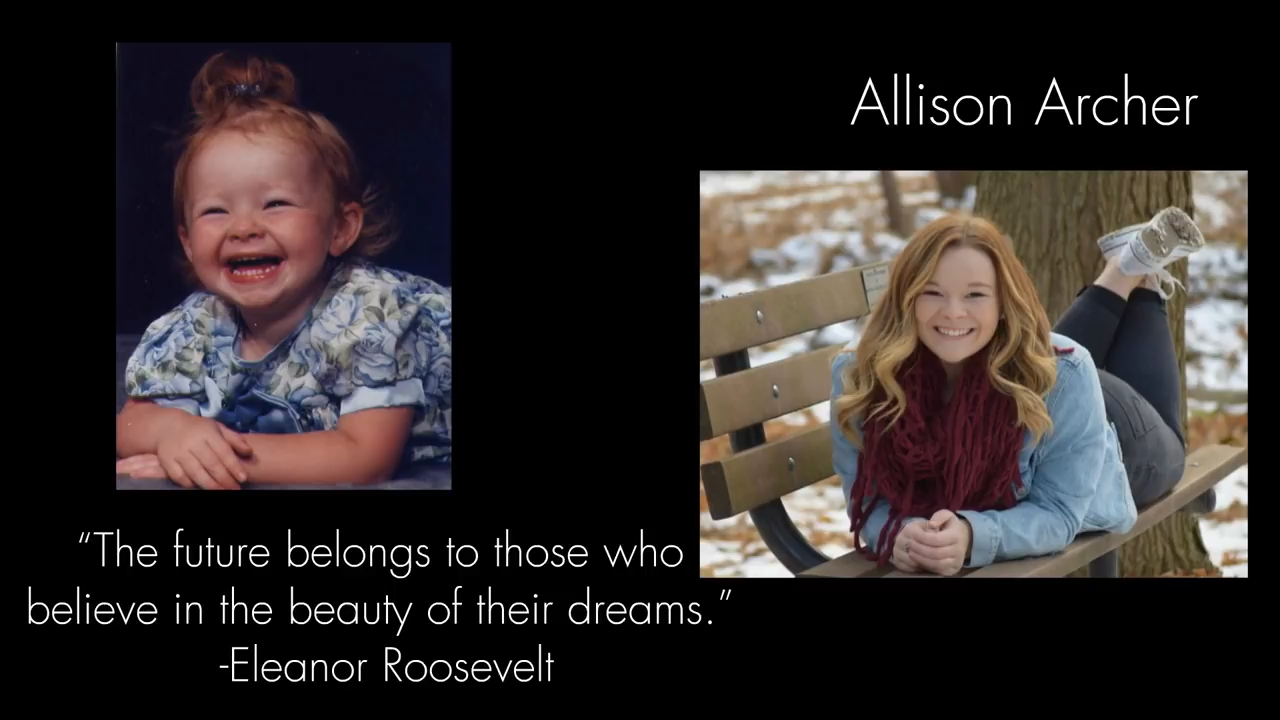 Allison Archer
“The future belongs to those who
believe in the beauty of their dreams.”
-Eleanor Roosevelt